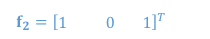 f₂ = [1 0 1]ᵀ